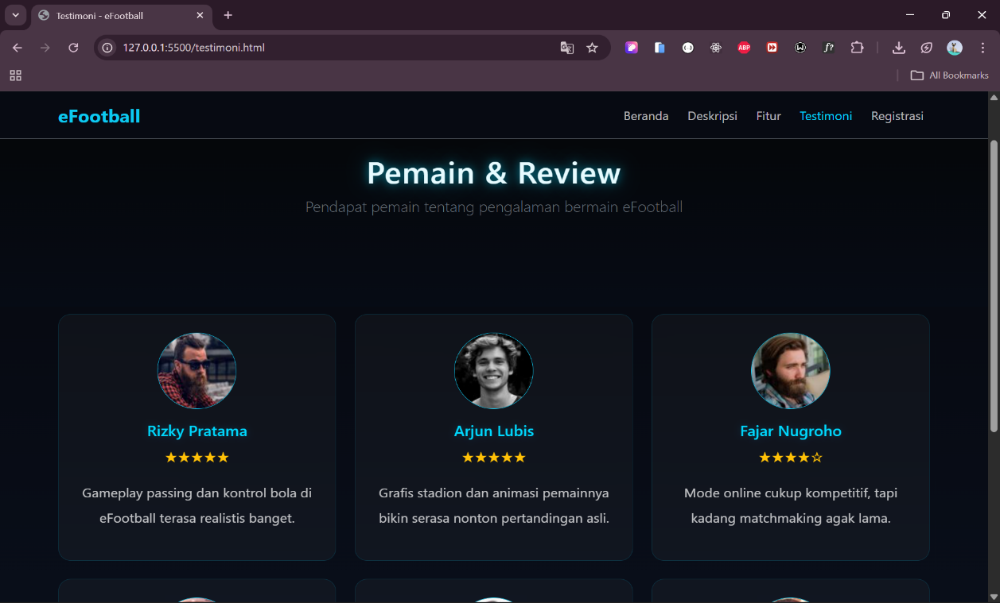 Testimoni - eFootball
127.0.0.1:5500/testimoni.html
ABP
W
f?
All Bookmarks
eFootball
Beranda Deskripsi Fitur Testimoni Registrasi
Pemain & Review
Pendapat pemain tentang pengalaman bermain eFootball
Rizky Pratama
★★★★★
Gameplay passing dan kontrol bola di
eFootball terasa realistis banget.
Arjun Lubis
★★★★★
Grafis stadion dan animasi pemainnya
bikin serasa nonton pertandingan asli.
Fajar Nugroho
★★★★☆
Mode online cukup kompetitif, tapi
kadang matchmaking agak lama.